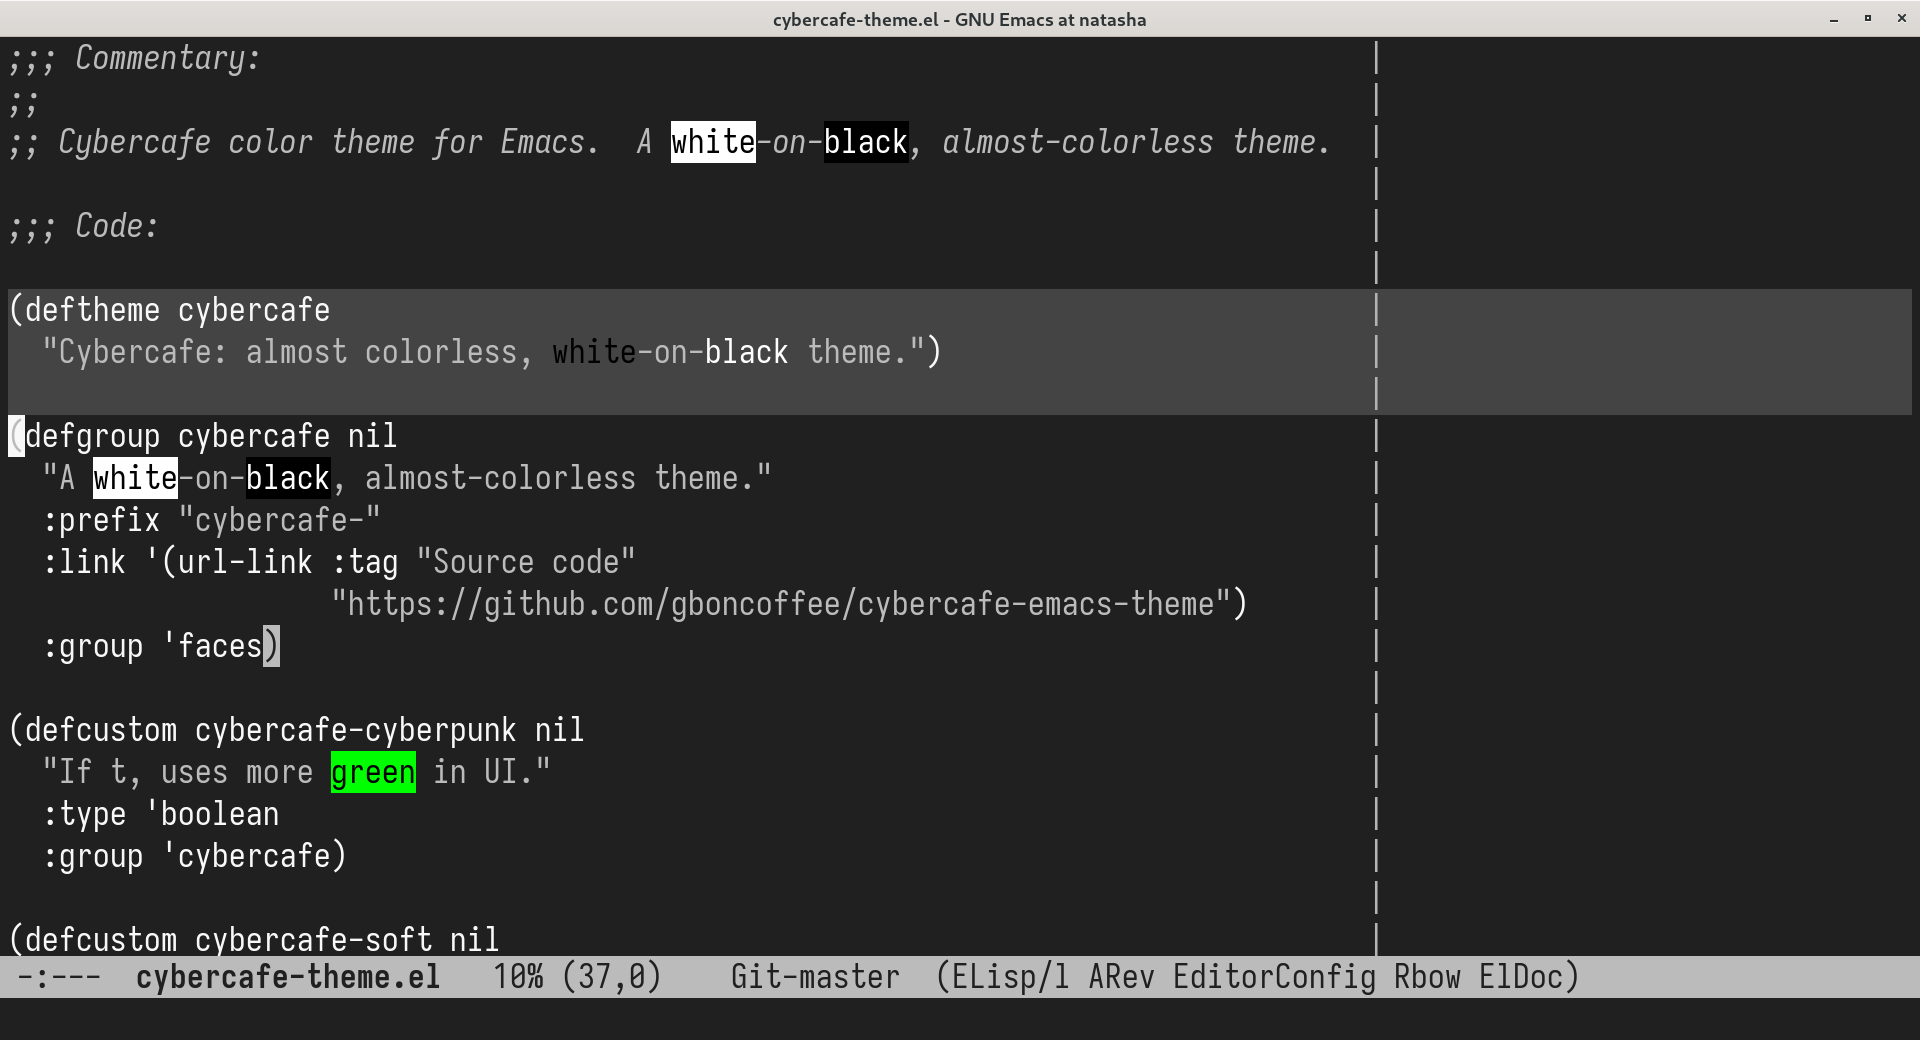 cybercafe-theme.el - GNU Emacs at natasha
;;; Commentary:
;;
;; Cybercafe color theme for Emacs.  A white-on-black, almost-colorless theme.
;;; Code:
(deftheme cybercafe
  "Cybercafe: almost colorless, white-on-black theme.")
(defgroup cybercafe nil
  "A white-on-black, almost-colorless theme."
  :prefix "cybercafe-"
  :link '(url-link :tag "Source code"
                   "https://github.com/gboncoffee/cybercafe-emacs-theme")
  :group 'faces)
(defcustom cybercafe-cyberpunk nil
  "If t, uses more green in UI."
  :type 'boolean
  :group 'cybercafe)
(defcustom cybercafe-soft nil
-:---  cybercafe-theme.el   10% (37,0)    Git-master  (ELisp/l ARev EditorConfig Rbow ElDoc)